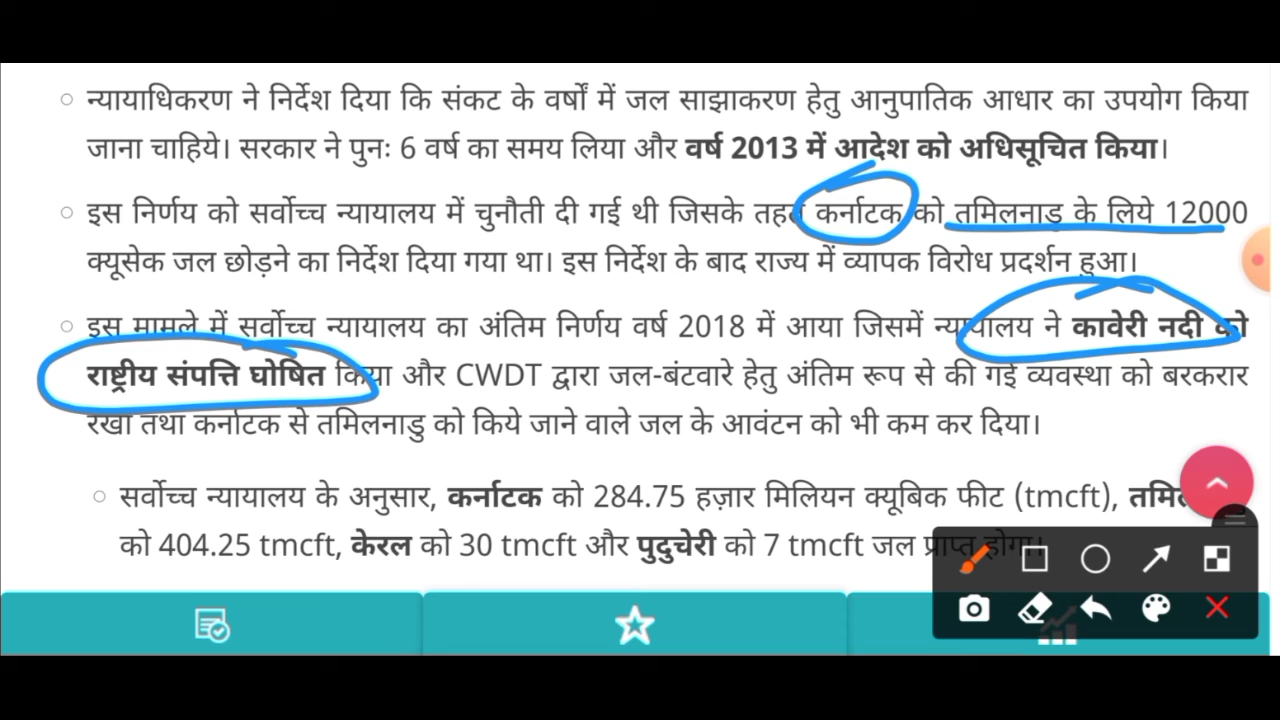 न्यायाधिकरण ने निर्देश दिया कि संकट के वर्षों में जल साझाकरण हेतु आनुपातिक आधार का उपयोग किया
जाना चाहिये। सरकार ने पुनः 6 वर्ष का समय लिया और वर्ष 2013 में आदेश को अधिसूचित किया।
इस निर्णय को सर्वोच्च न्यायालय में चुनौती दी गई थी जिसके तहत कर्नाटक को तमिलनाडु के लिये 12000
क्यूसेक जल छोड़ने का निर्देश दिया गया था। इस निर्देश के बाद राज्य में व्यापक विरोध प्रदर्शन हुआ।
इस मामले में सर्वोच्च न्यायालय का अंतिम निर्णय वर्ष 2018 में आया जिसमें न्यायालय ने कावेरी नदी को
राष्ट्रीय संपत्ति घोषित किया और CWDT द्वारा जल-बंटवारे हेतु अंतिम रूप से की गई व्यवस्था को बरकरार
रखा तथा कर्नाटक से तमिलनाडु को किये जाने वाले जल के आवंटन को भी कम कर दिया।
सर्वोच्च न्यायालय के अनुसार, कर्नाटक को 284.75 हज़ार मिलियन क्यूबिक फीट (tmcft),
को 404.25 tmcft, केरल को 30 tmcft और पुदुचेरी को 7 tmcft जल प्राप्त होगा।